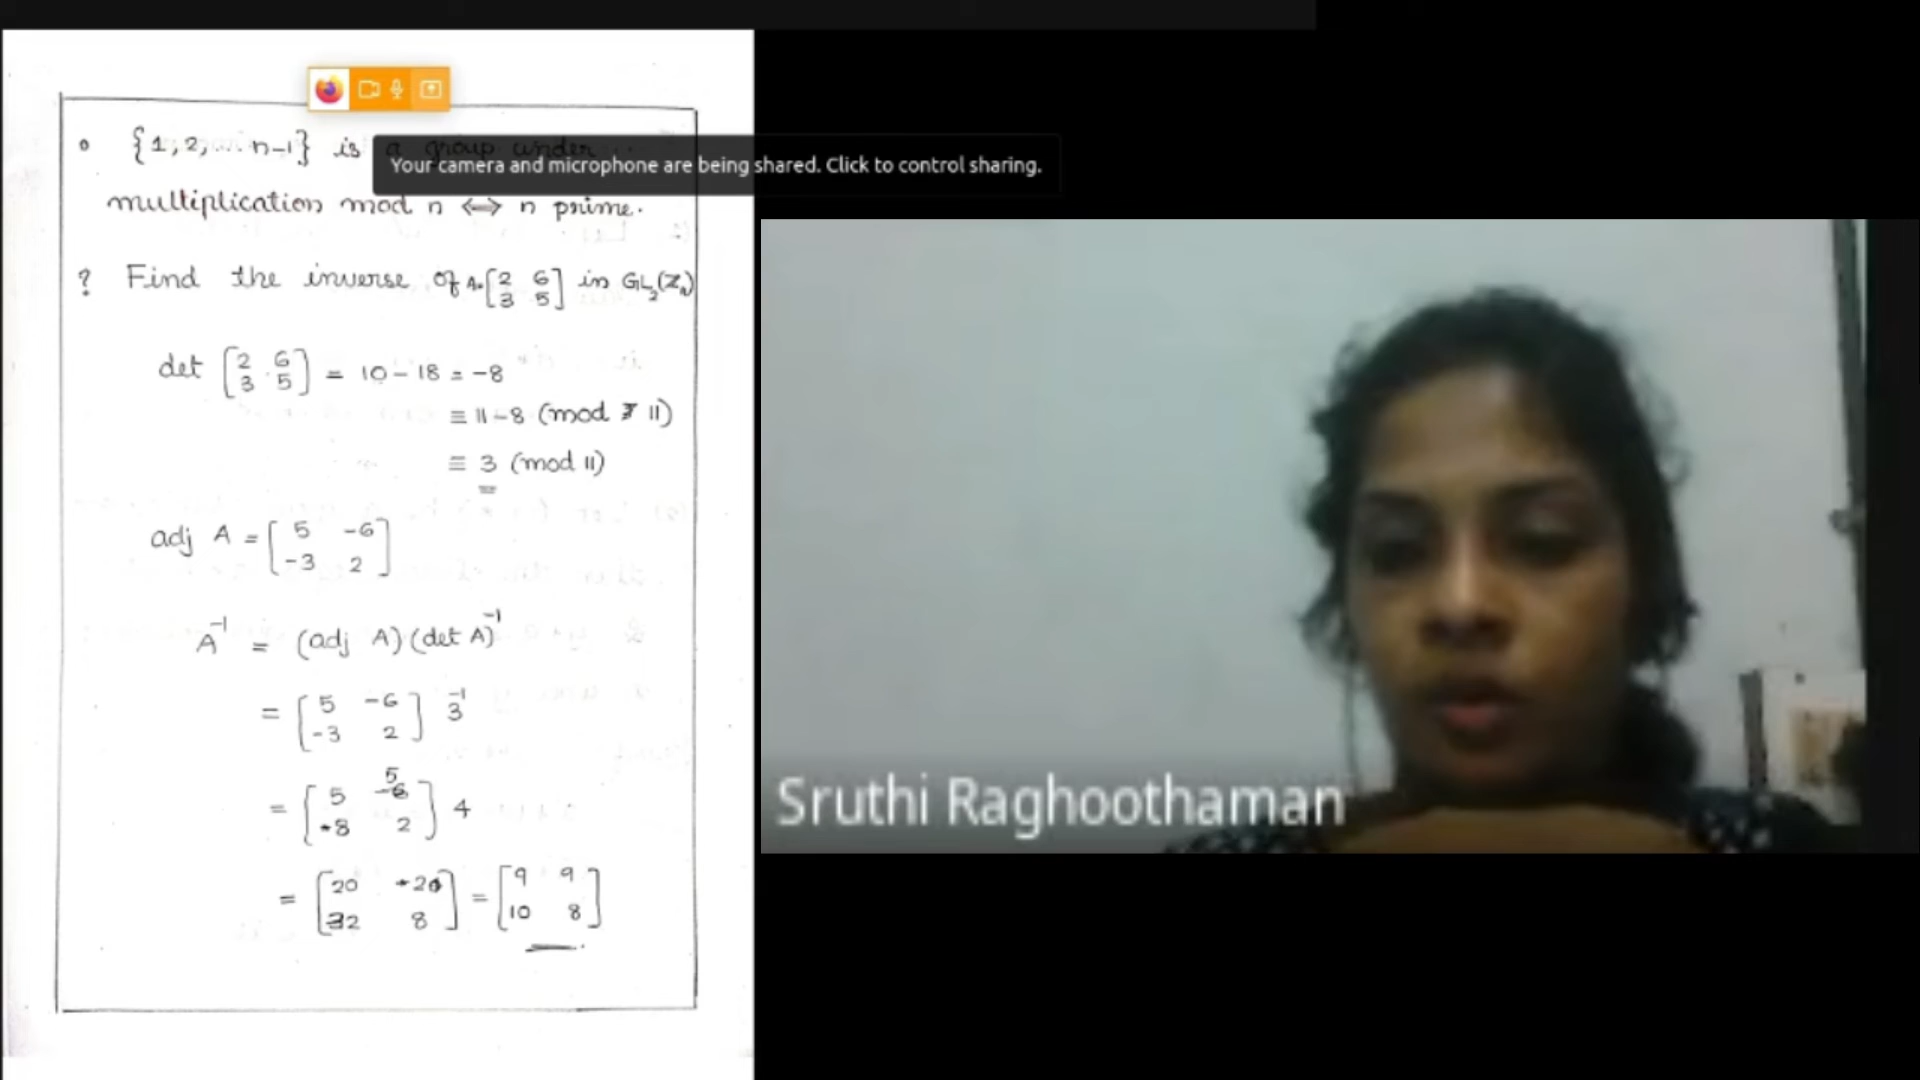 {1, 2, ... n-1} is a group under
Your camera and microphone are being shared. Click to control sharing.
multiplication mod n ⟺ n prime.
? Find the inverse of A=[2 6; 3 5] in GL₂(Z₁₁)
det [2 6; 3 5] = 10 - 18 = -8
≡ 11 - 8 (mod 11)
≡ 3 (mod 11)
adj A = [5 -6; -3 2]
A⁻¹ = (adj A) (det A)⁻¹
= [5 -6; -3 2] 3⁻¹
= [5 5; 8 2] 4
= [20 20; 32 8] = [9 9; 10 8]
Sruthi Raghoothaman